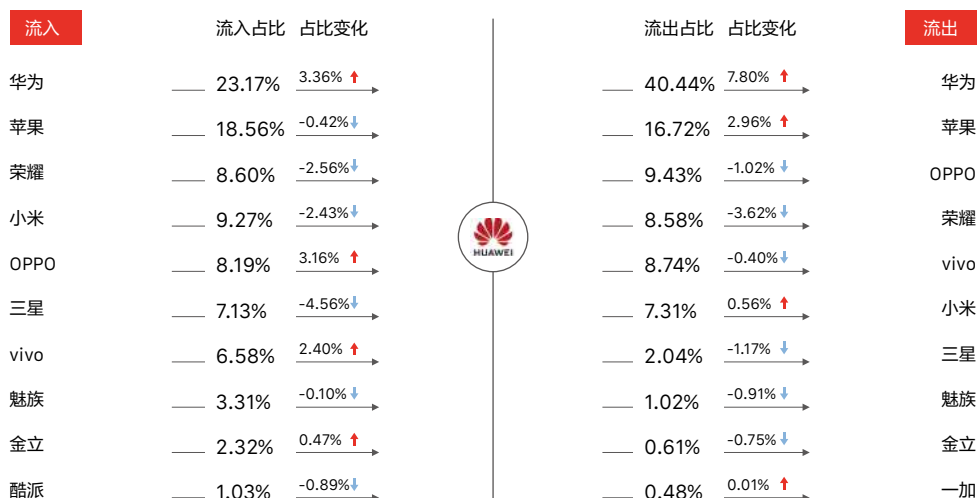 流入 流入占比 占比变化 流出占比 占比变化 流出
华为 23.17% 3.36% 40.44% 7.80% 华为
苹果 18.56% -0.42% 16.72% 2.96% 苹果
荣耀 8.60% -2.56% 9.43% -1.02% OPPO
小米 9.27% -2.43% 8.58% -3.62% 荣耀
HUAWEI
OPPO 8.19% 3.16% 8.74% -0.40% vivo
三星 7.13% -4.56% 7.31% 0.56% 小米
vivo 6.58% 2.40% 2.04% -1.17% 三星
魅族 3.31% -0.10% 1.02% -0.91% 魅族
金立 2.32% 0.47% 0.61% -0.75% 金立
酷派 1.03% -0.89% 0.48% 0.01% 一加